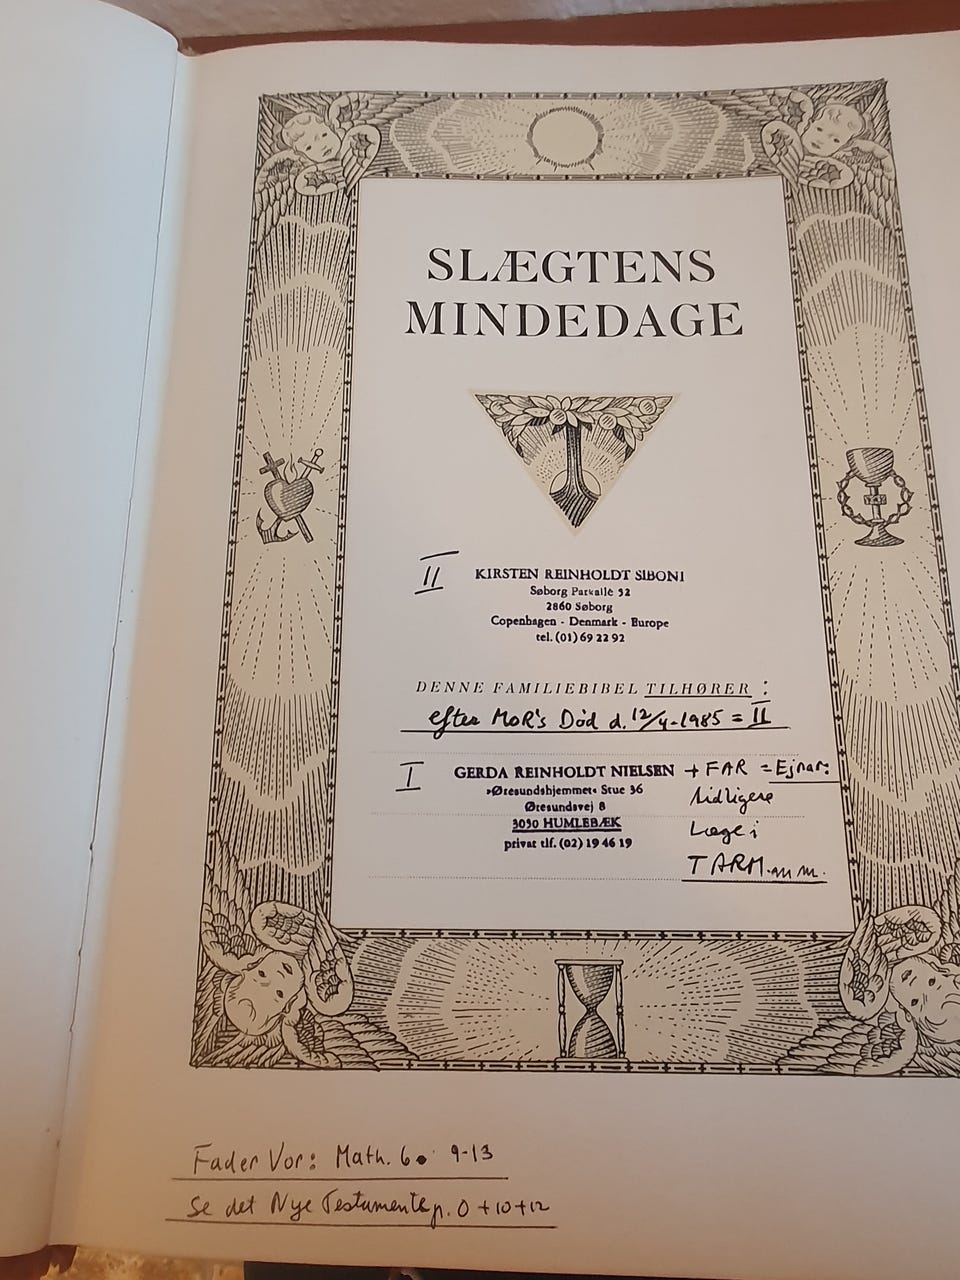 SLÆGTENS
MINDEDAGE
II
KIRSTEN REINHOLDT SIBONI
Søborg Parkallé 52
2860 Søborg
Copenhagen - Denmark - Europe
tel. (01) 69 22 92
DENNE FAMILIEBIBEL TILHØRER :
efter MOR's Død d. 12/4-1985 = II
I GERDA REINHOLDT NIELSEN + FAR = Ejnar:
»Øresundshjemmet« Stue 36
tidligere
Øresundsvej 8
3050 HUMLEBÆK
Læge i
privat tlf. (02) 19 46 19
TARM. m m.
Fader Vor: Math. 6. 9-13
Se det Nye Testamente p. 0 + 10 + 12